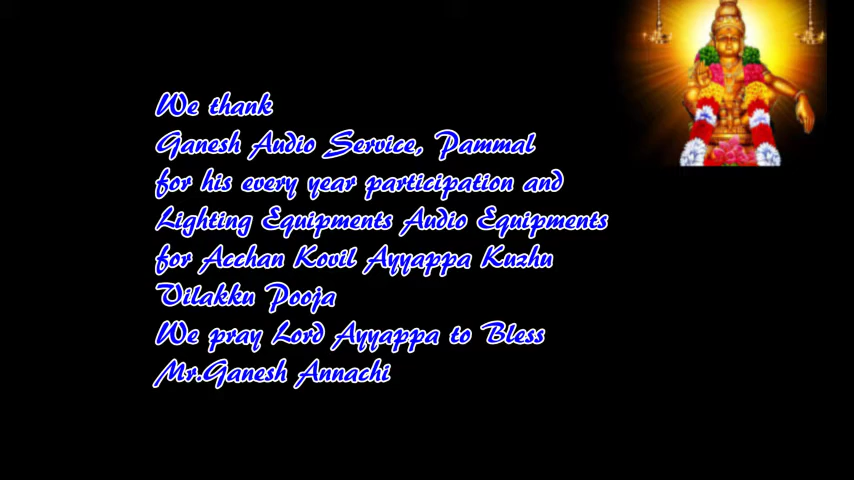 We thank
Ganesh Audio Service, Pammal
for his every year participation and
Lighting Equipments Audio Equipments
for Acchan Kovil Ayyappa Kuzhu
Vilakku Pooja
We pray Lord Ayyappa to Bless
Mr.Ganesh Annachi